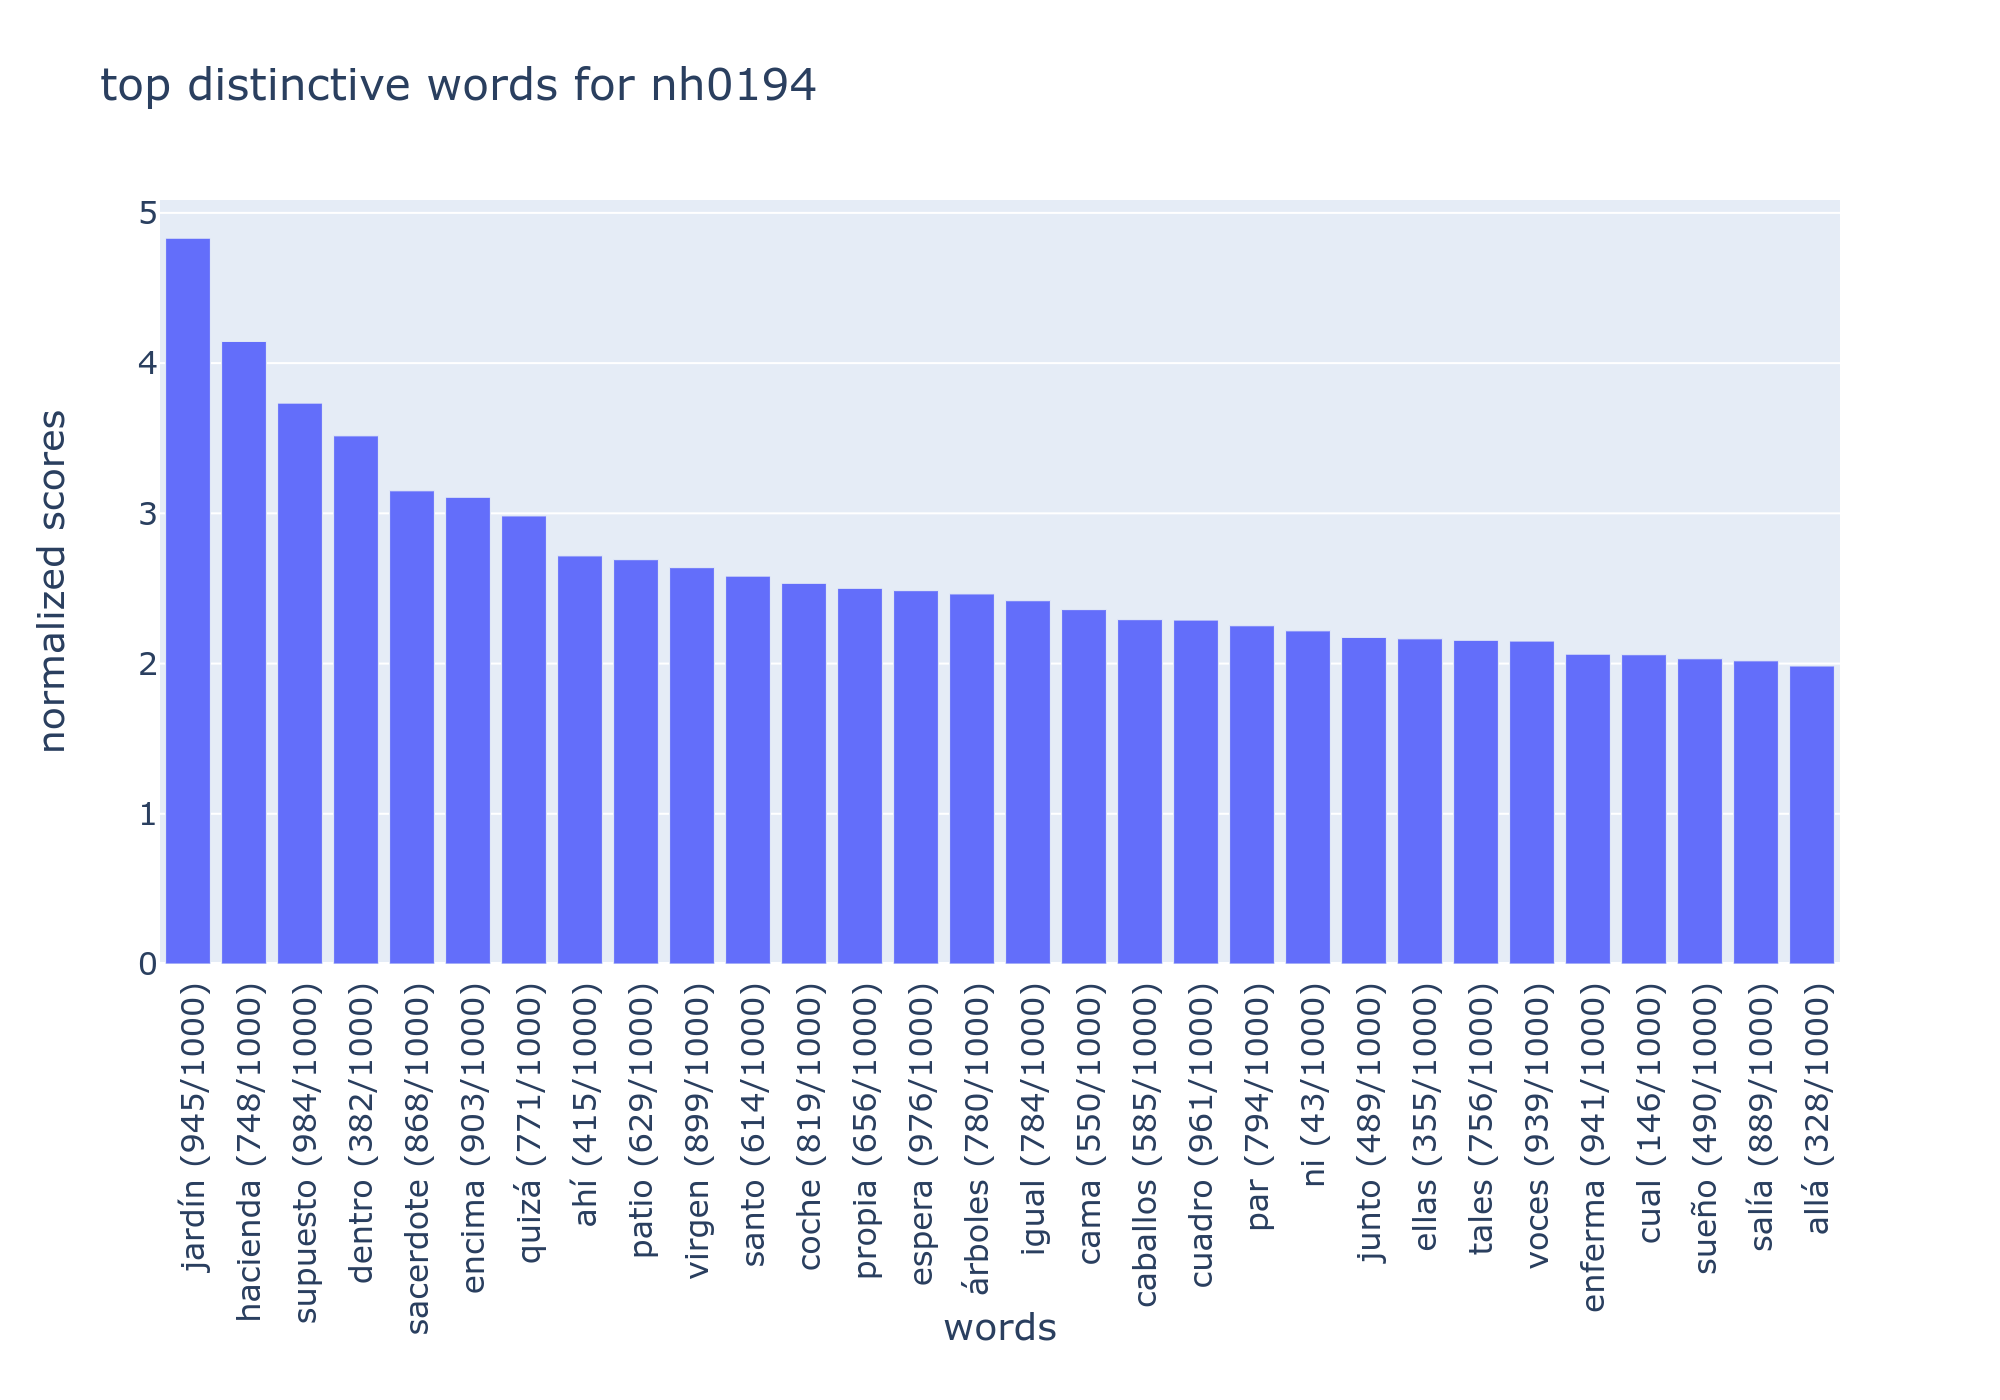 top distinctive words for nh0194
normalized scores
5
4
3
2
1
0
jardín (945/1000)
hacienda (748/1000)
supuesto (984/1000)
dentro (382/1000)
sacerdote (868/1000)
encima (903/1000)
quizá (771/1000)
ahí (415/1000)
patio (629/1000)
virgen (899/1000)
santo (614/1000)
coche (819/1000)
propia (656/1000)
espera (976/1000)
árboles (780/1000)
igual (784/1000)
cama (550/1000)
caballos (585/1000)
cuadro (961/1000)
par (794/1000)
ni (43/1000)
junto (489/1000)
ellas (355/1000)
tales (756/1000)
voces (939/1000)
enferma (941/1000)
cual (146/1000)
sueño (490/1000)
salía (889/1000)
allá (328/1000)
words